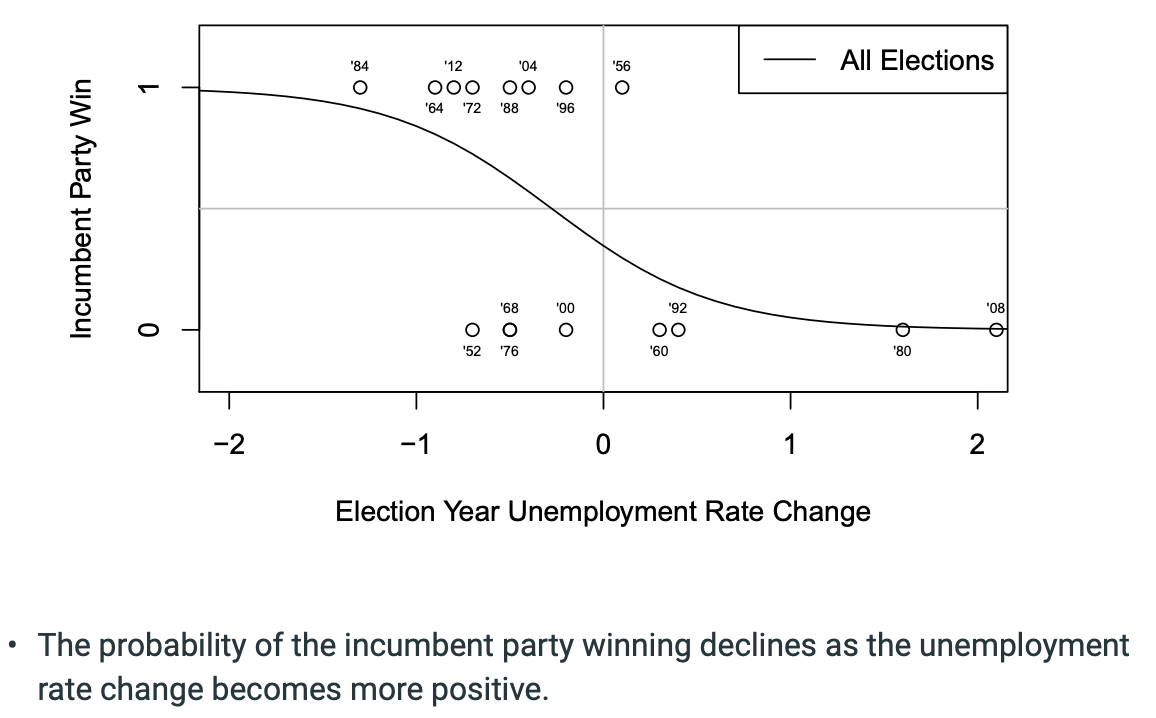 All Elections
'84 '12 '04 '56
'64 '72 '88 '96
1
Incumbent Party Win
0
'68 '00 '92 '08
'52 '76 '60 '80
−2 −1 0 1 2
Election Year Unemployment Rate Change
• The probability of the incumbent party winning declines as the unemployment
rate change becomes more positive.